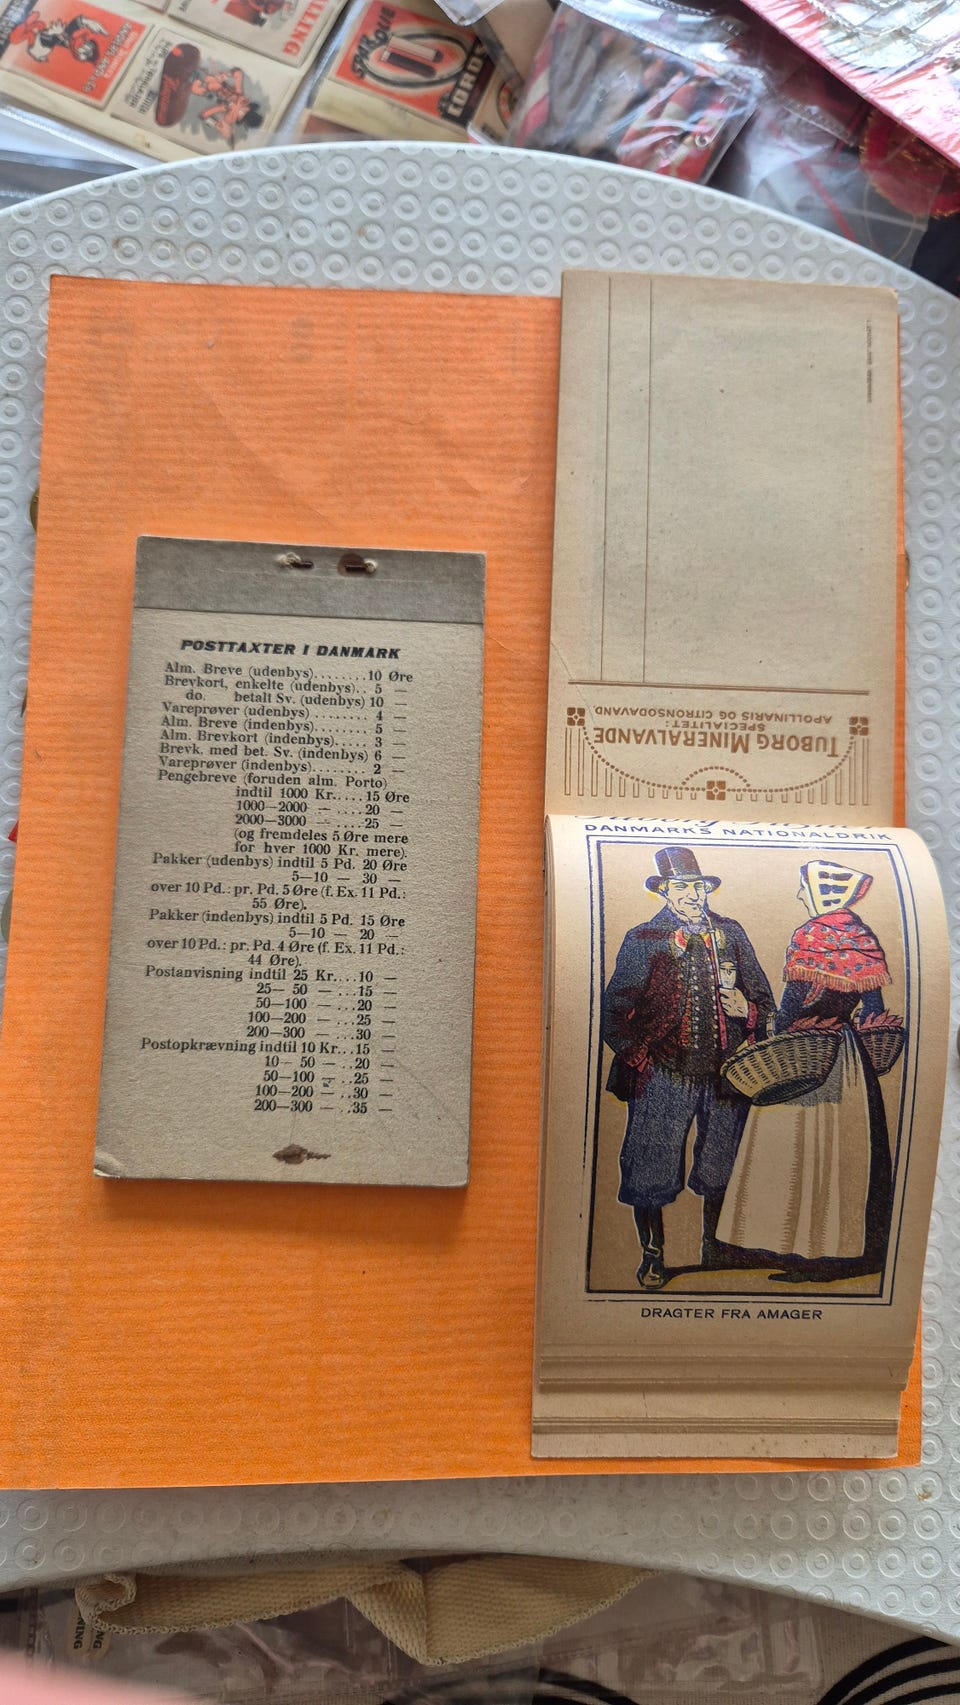 TOROS
POSTTAXTER I DANMARK
Alm. Breve (udenbys)........10 Øre
Brevkort, enkelte (udenbys).. 5 —
do. betalt Sv. (udenbys) 10 —
Vareprøver (udenbys) ........ 4 —
Alm. Breve (indenbys)....... 5 —
Alm. Brevkort (indenbys)..... 3 —
Brevk. med bet. Sv. (indenbys) 6 —
Vareprøver (indenbys)........ 2 —
Pengebreve (foruden alm. Porto)
indtil 1000 Kr.....15 Øre
1000—2000 — ....20 —
2000—3000 — ....25 —
(og fremdeles 5 Øre mere
for hver 1000 Kr. mere).
Pakker (udenbys) indtil 5 Pd. 20 Øre
5—10 — 30 —
over 10 Pd.: pr. Pd. 5 Øre (f. Ex. 11 Pd.:
55 Øre).
Pakker (indenbys) indtil 5 Pd. 15 Øre
5—10 — 20 —
over 10 Pd.: pr. Pd. 4 Øre (f. Ex. 11 Pd.:
44 Øre).
Postanvisning indtil 25 Kr...10 —
25— 50 — ...15 —
50—100 — ...20 —
100—200 — ...25 —
200—300 — ...30 —
Postopkrævning indtil 10 Kr...15 —
10— 50 — ..20 —
50—100 — ..25 —
100—200 — ..30 —
200—300 — ..35 —
TUBORG MINERALVANDE
SPECIALITET:
APOLLINARIS OG CITRONSODAVAND
DANMARKS NATIONALDRIK
DRAGTER FRA AMAGER